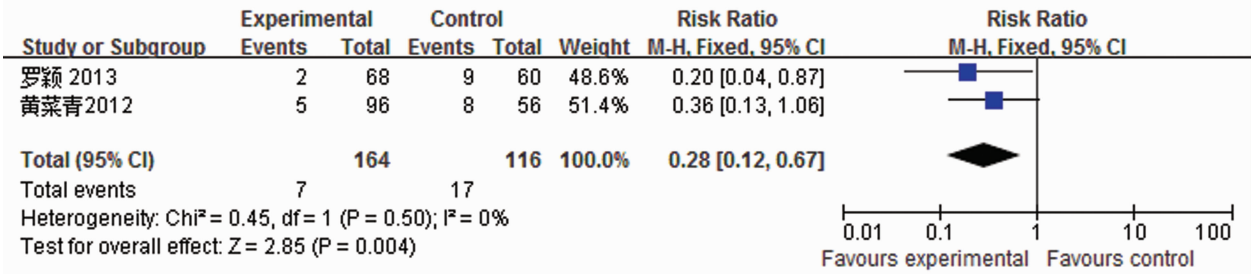 Experimental Control Risk Ratio Risk Ratio
Study or Subgroup Events Total Events Total Weight M-H, Fixed, 95% CI M-H, Fixed, 95% CI
罗颖 2013 2 68 9 60 48.6% 0.20 [0.04, 0.87]
黄菜青2012 5 96 8 56 51.4% 0.36 [0.13, 1.06]
Total (95% CI) 164 116 100.0% 0.28 [0.12, 0.67]
Total events 7 17
Heterogeneity: Chi² = 0.45, df = 1 (P = 0.50); I² = 0%
Test for overall effect: Z = 2.85 (P = 0.004)
0.01 0.1 1 10 100
Favours experimental Favours control